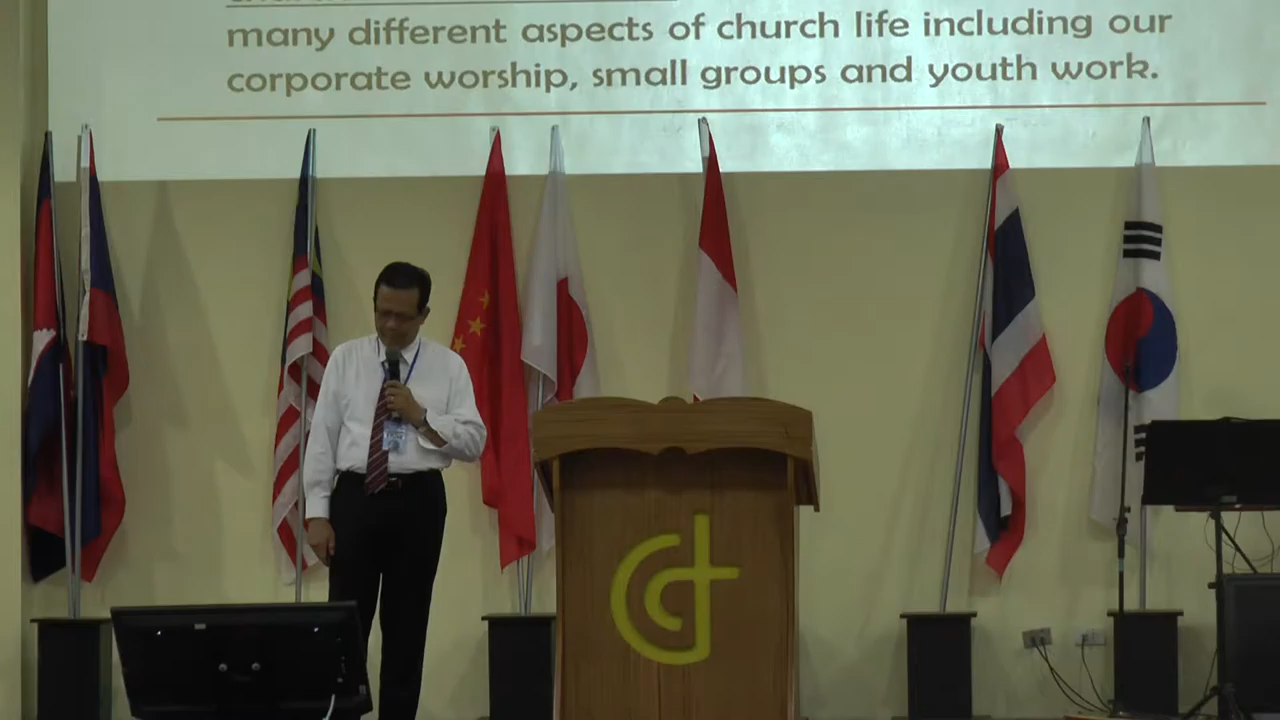 many different aspects of church life including our
corporate worship, small groups and youth work.